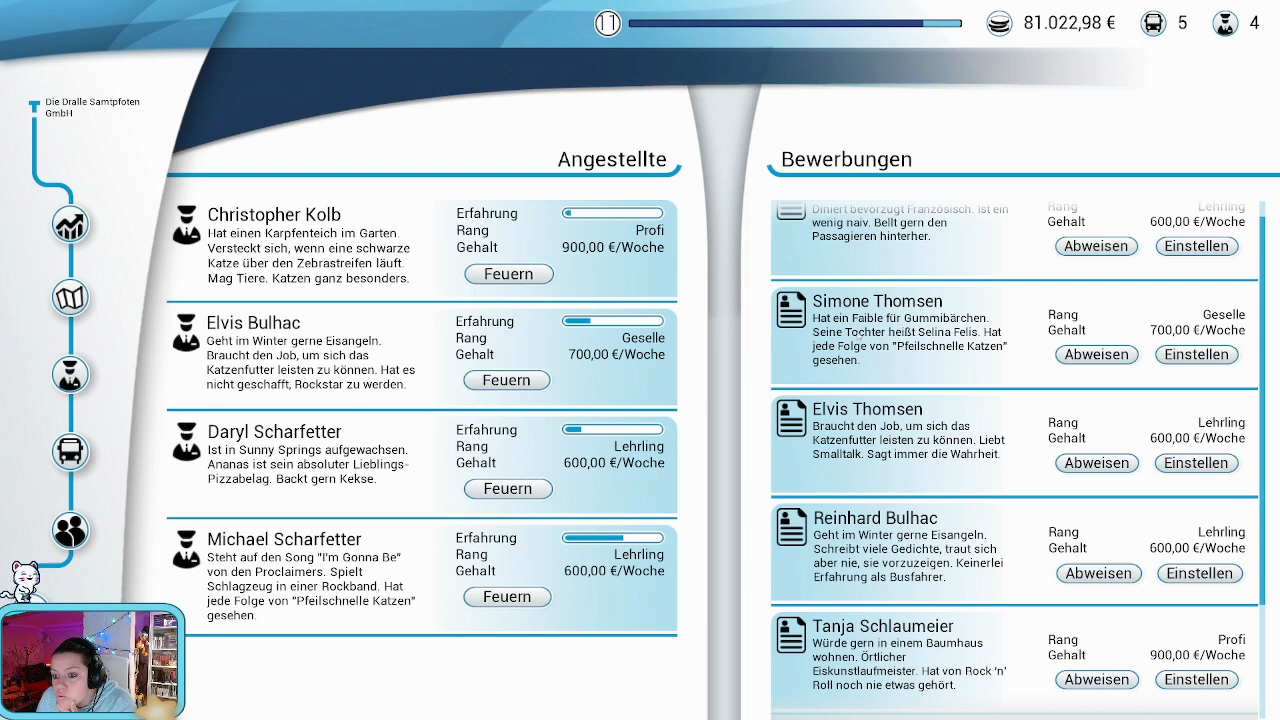 11
81.022,98 €
5
4
Die Dralle Samtpfoten
GmbH
Angestellte
Christopher Kolb
Hat einen Karpfenteich im Garten.
Versteckt sich, wenn eine schwarze
Katze über den Zebrastreifen läuft.
Mag Tiere. Katzen ganz besonders.
Erfahrung
Rang Profi
Gehalt 900,00 €/Woche
Feuern
Elvis Bulhac
Geht im Winter gerne Eisangeln.
Braucht den Job, um sich das
Katzenfutter leisten zu können. Hat es
nicht geschafft, Rockstar zu werden.
Erfahrung
Rang Geselle
Gehalt 700,00 €/Woche
Feuern
Daryl Scharfetter
Ist in Sunny Springs aufgewachsen.
Ananas ist sein absoluter Lieblings-
Pizzabelag. Backt gern Kekse.
Erfahrung
Rang Lehrling
Gehalt 600,00 €/Woche
Feuern
Michael Scharfetter
Steht auf den Song "I'm Gonna Be"
von den Proclaimers. Spielt
Schlagzeug in einer Rockband. Hat
jede Folge von "Pfeilschnelle Katzen"
gesehen.
Erfahrung
Rang Lehrling
Gehalt 600,00 €/Woche
Feuern
Bewerbungen
Diniert bevorzugt Französisch. Ist ein
wenig naiv. Bellt gern den
Passagieren hinterher.
Rang Lehrling
Gehalt 600,00 €/Woche
Abweisen Einstellen
Simone Thomsen
Hat ein Faible für Gummibärchen.
Seine Tochter heißt Selina Felis. Hat
jede Folge von "Pfeilschnelle Katzen"
gesehen.
Rang Geselle
Gehalt 700,00 €/Woche
Abweisen Einstellen
Elvis Thomsen
Braucht den Job, um sich das
Katzenfutter leisten zu können. Liebt
Smalltalk. Sagt immer die Wahrheit.
Rang Lehrling
Gehalt 600,00 €/Woche
Abweisen Einstellen
Reinhard Bulhac
Geht im Winter gerne Eisangeln.
Schreibt viele Gedichte, traut sich
aber nie, sie vorzuzeigen. Keinerlei
Erfahrung als Busfahrer.
Rang Lehrling
Gehalt 600,00 €/Woche
Abweisen Einstellen
Tanja Schlaumeier
Würde gern in einem Baumhaus
wohnen. Örtlicher
Eiskunstlaufmeister. Hat von Rock 'n'
Roll noch nie etwas gehört.
Rang Profi
Gehalt 900,00 €/Woche
Abweisen Einstellen